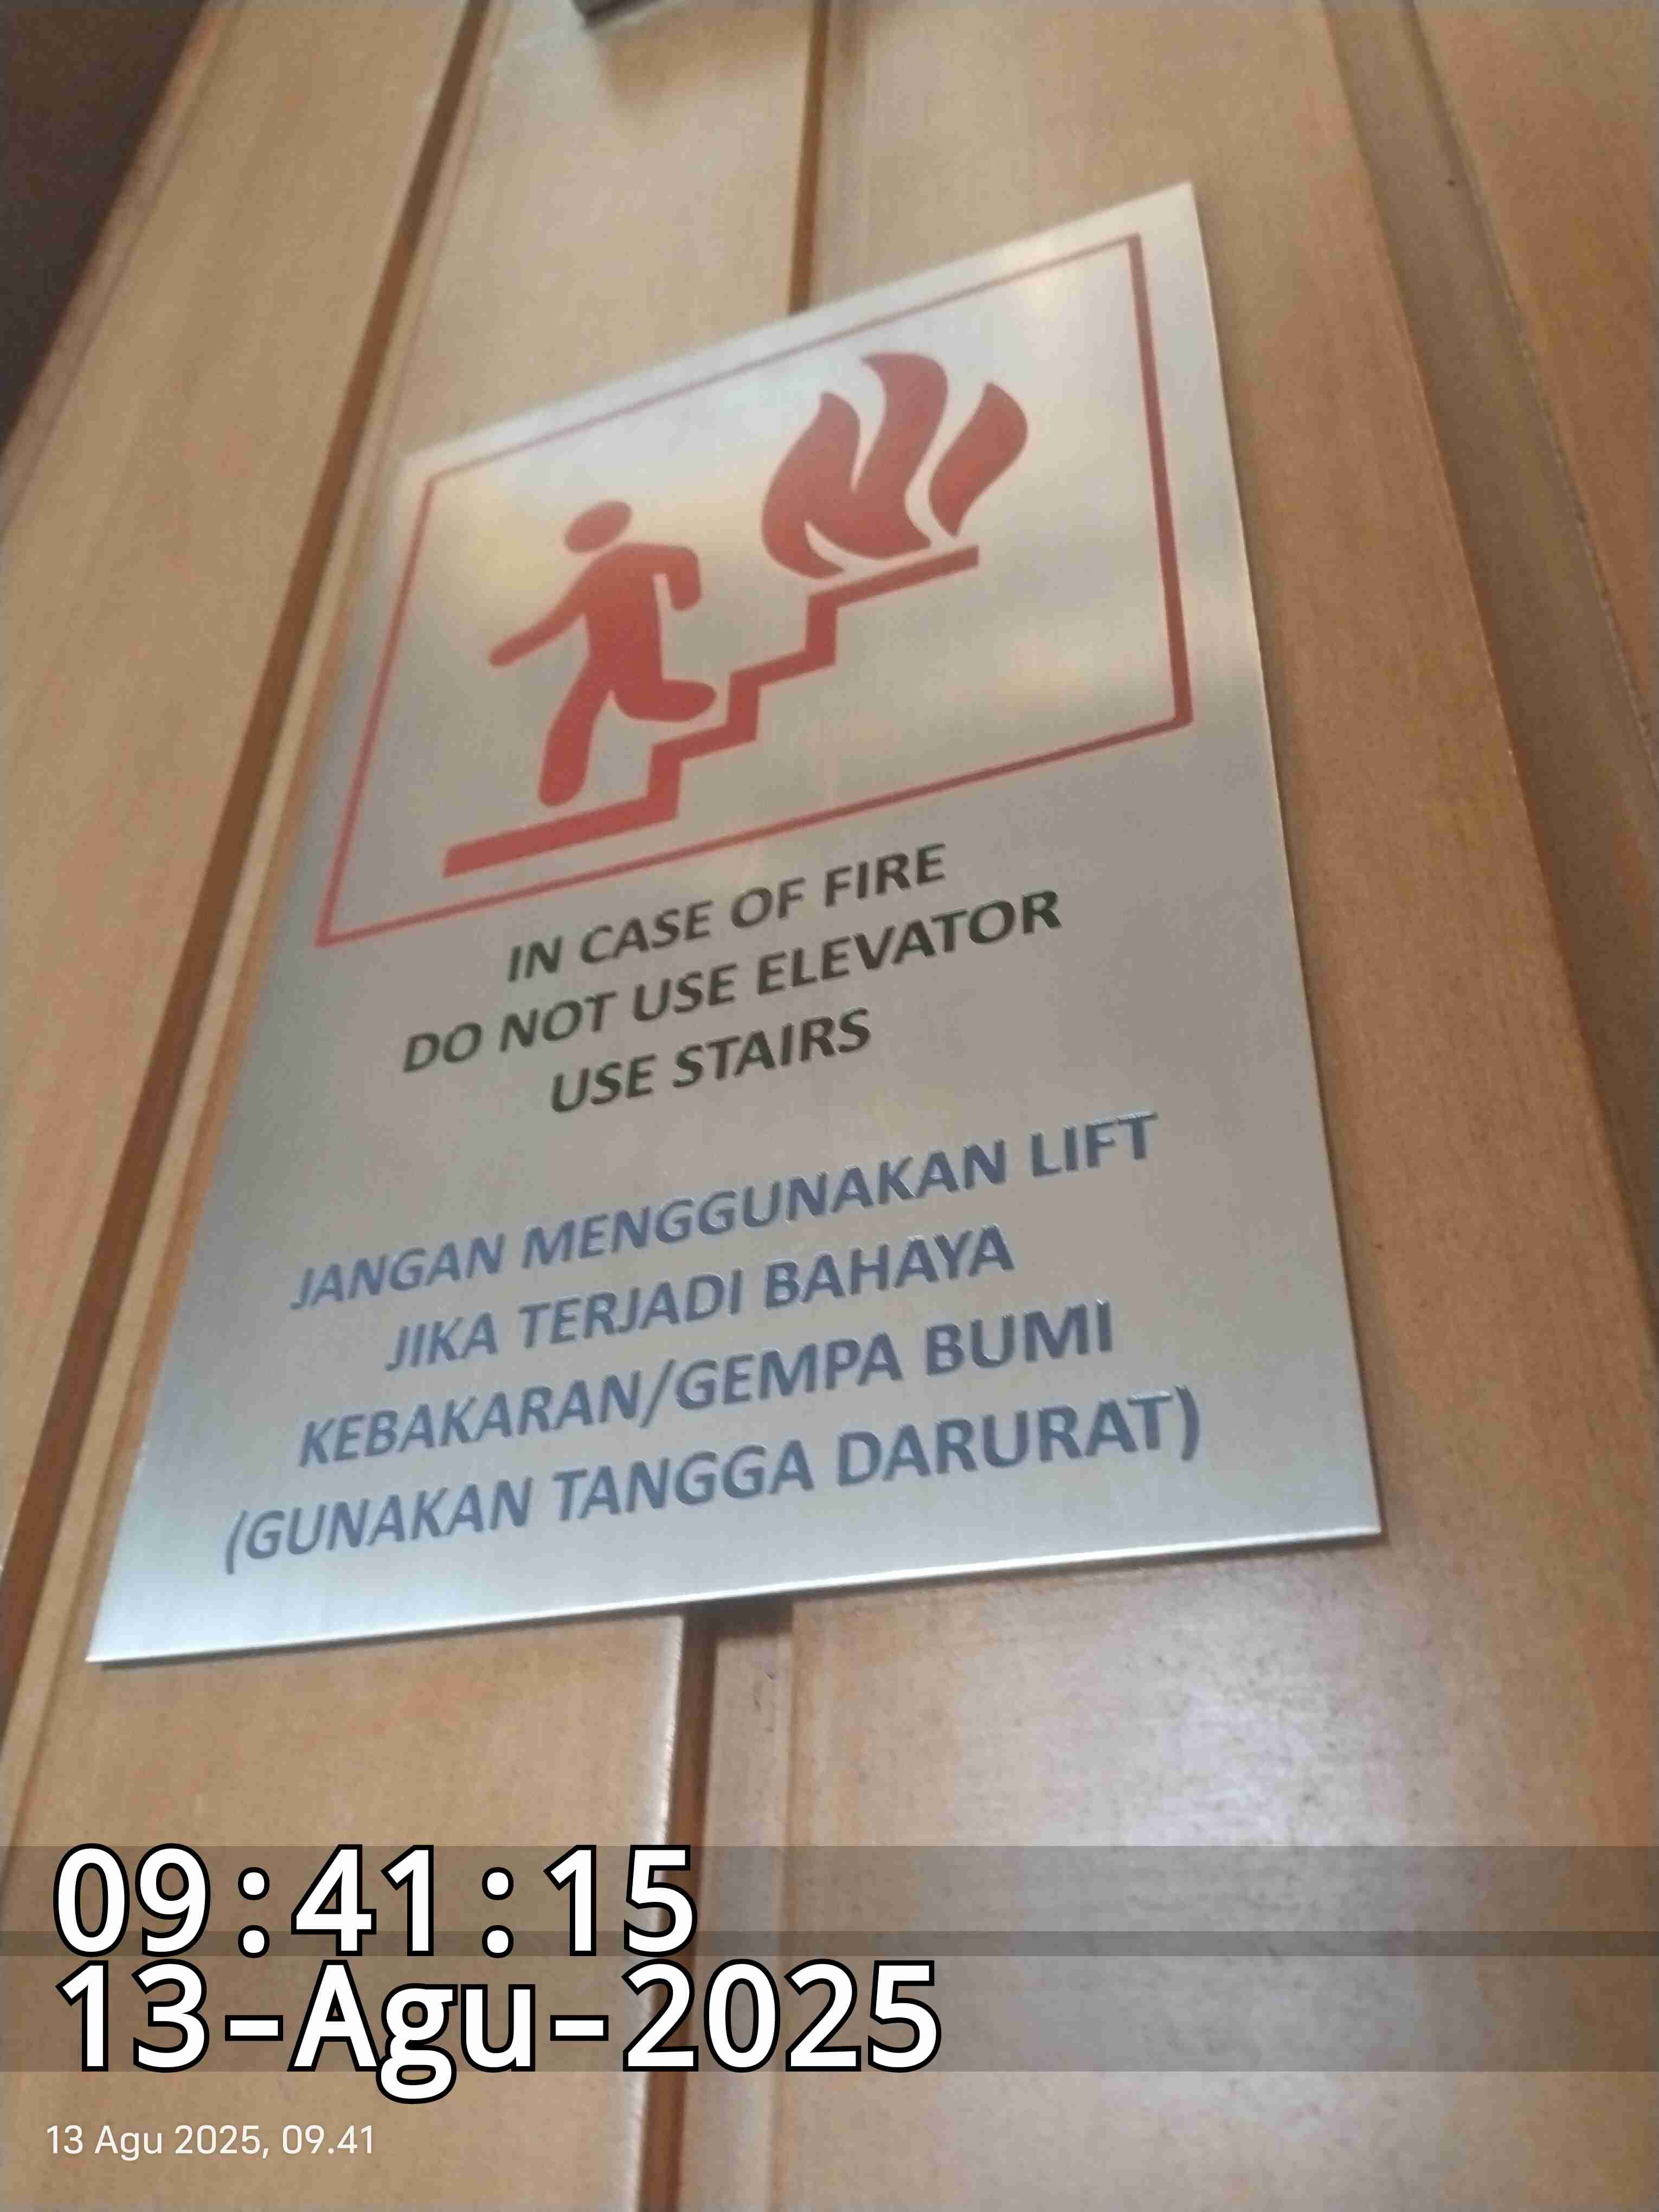 IN CASE OF FIRE
DO NOT USE ELEVATOR
USE STAIRS
JANGAN MENGGUNAKAN LIFT
JIKA TERJADI BAHAYA
KEBAKARAN/GEMPA BUMI
(GUNAKAN TANGGA DARURAT)
09:41:15
13-Agu-2025
13 Agu 2025, 09.41